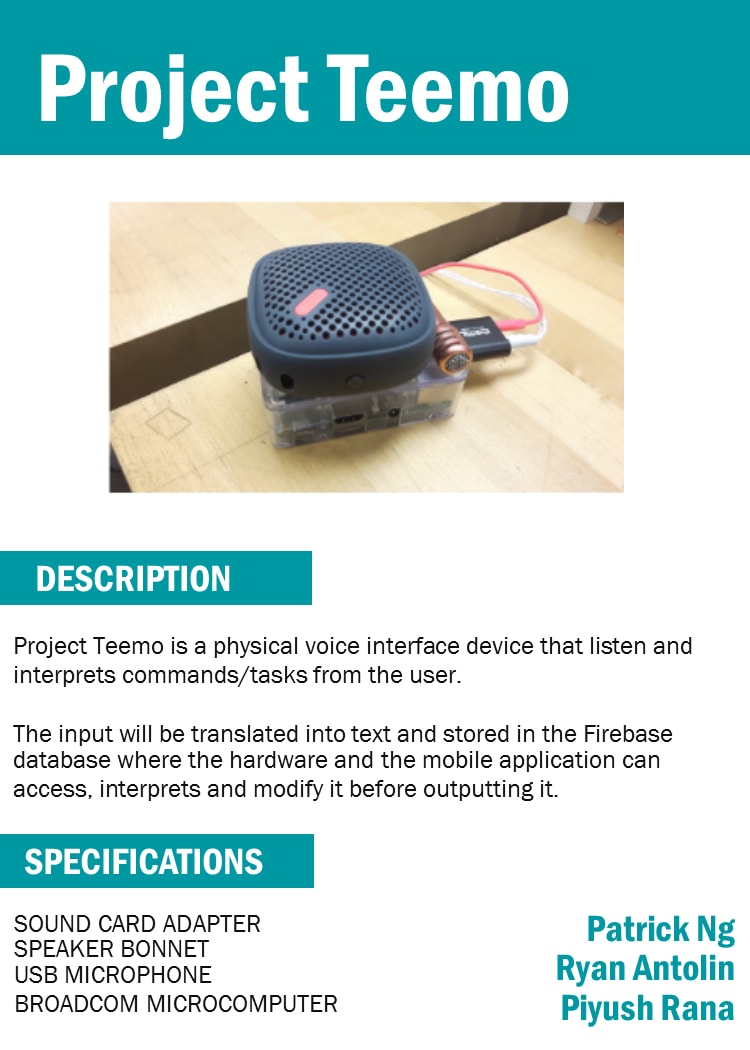 Project Teemo
DESCRIPTION
Project Teemo is a physical voice interface device that listen and
interprets commands/tasks from the user.
The input will be translated into text and stored in the Firebase
database where the hardware and the mobile application can
access, interprets and modify it before outputting it.
SPECIFICATIONS
SOUND CARD ADAPTER
SPEAKER BONNET
USB MICROPHONE
BROADCOM MICROCOMPUTER
Patrick Ng
Ryan Antolin
Piyush Rana